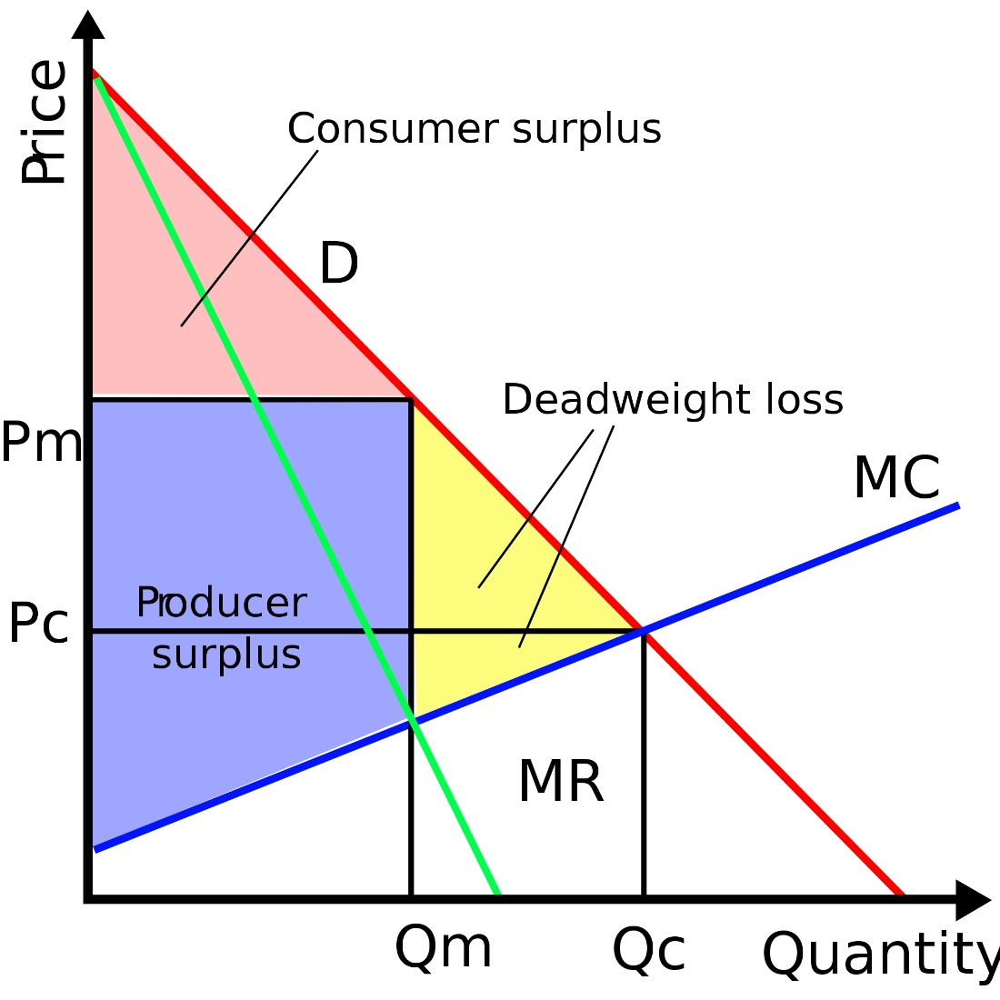 Price
Consumer surplus
D
Deadweight loss
Pm
MC
Producer
surplus
Pc
MR
Qm
Qc
Quantity